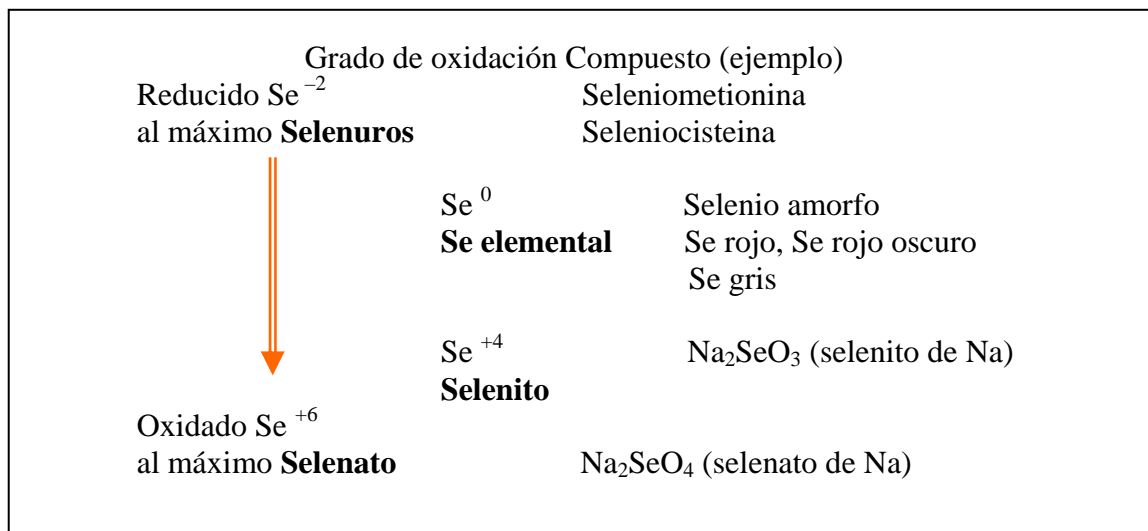 Grado de oxidación Compuesto (ejemplo)
Reducido Se ⁻² Seleniometionina
al máximo Selenuros Seleniocisteina
Se ⁰ Selenio amorfo
Se elemental Se rojo, Se rojo oscuro
Se gris
Se ⁺⁴ Na₂SeO₃ (selenito de Na)
Selenito
Oxidado Se ⁺⁶
al máximo Selenato Na₂SeO₄ (selenato de Na)